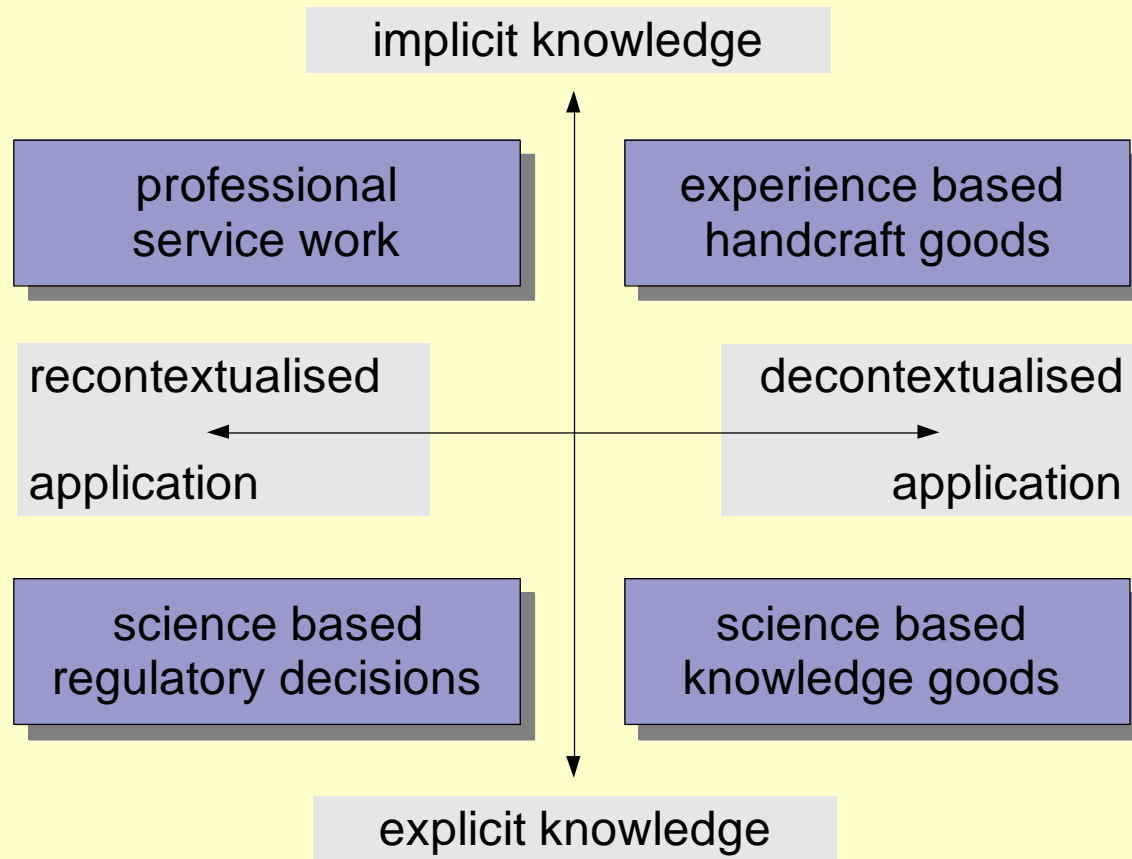 implicit knowledge
professional
service work
experience based
handcraft goods
recontextualised
application
decontextualised
application
science based
regulatory decisions
science based
knowledge goods
explicit knowledge